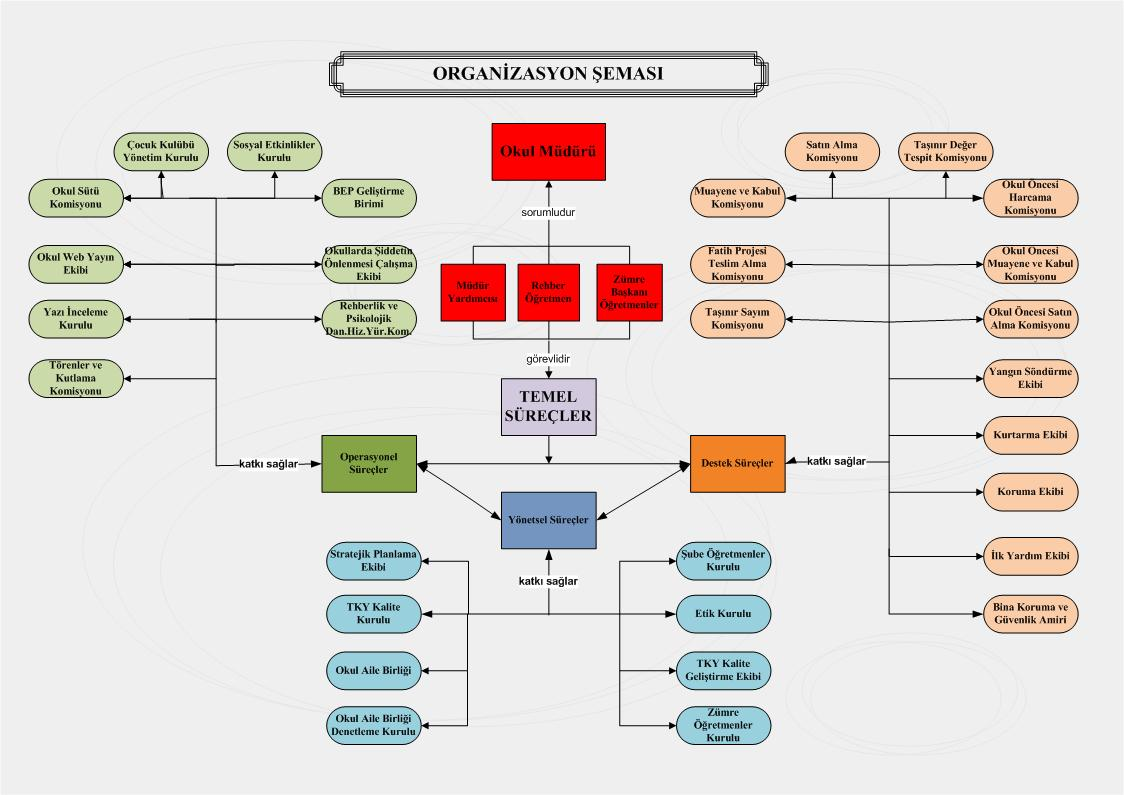 ORGANİZASYON ŞEMASI
Çocuk Kulübü
Yönetim Kurulu
Sosyal Etkinlikler
Kurulu
Okul Sütü
Komisyonu
BEP Geliştirme
Birimi
Okul Web Yayın
Ekibi
Okullarda Şiddetin
Önlenmesi Çalışma
Ekibi
Yazı İnceleme
Kurulu
Rehberlik ve
Psikolojik
Dan.Hiz.Yür.Kom.
Törenler ve
Kutlama
Komisyonu
Okul Müdürü
sorumludur
Müdür
Yardımcısı
Rehber
Öğretmen
Zümre
Başkanı
Öğretmenler
görevlidir
TEMEL
SÜREÇLER
Satın Alma
Komisyonu
Taşınır Değer
Tespit Komisyonu
Muayene ve Kabul
Komisyonu
Okul Öncesi
Harcama
Komisyonu
Fatih Projesi
Teslim Alma
Komisyonu
Okul Öncesi
Muayene ve Kabul
Komisyonu
Taşınır Sayım
Komisyonu
Okul Öncesi Satın
Alma Komisyonu
Yangın Söndürme
Ekibi
Kurtarma Ekibi
Koruma Ekibi
İlk Yardım Ekibi
Bina Koruma ve
Güvenlik Amiri
katkı sağlar
Operasyonel
Süreçler
Destek Süreçler
katkı sağlar
Yönetsel Süreçler
katkı sağlar
Stratejik Planlama
Ekibi
Şube Öğretmenler
Kurulu
TKY Kalite
Kurulu
Etik Kurulu
Okul Aile Birliği
TKY Kalite
Geliştirme Ekibi
Okul Aile Birliği
Denetleme Kurulu
Zümre
Öğretmenler
Kurulu